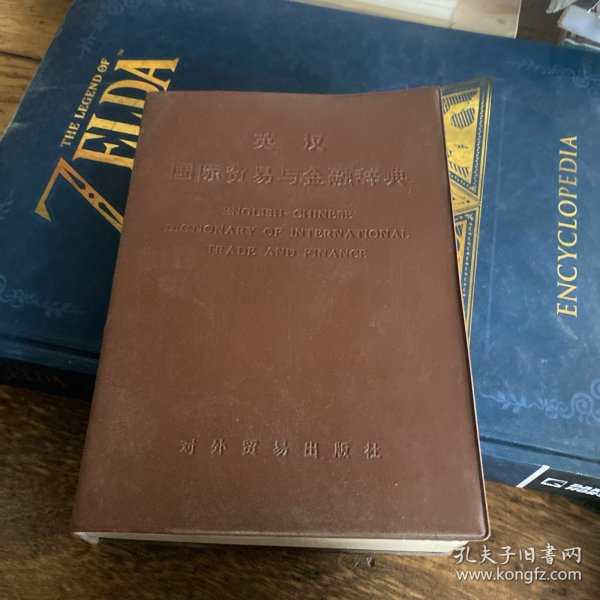 THE LEGEND OF
ZELDA
英汉
国际贸易与金融辞典
ENGLISH-CHINESE
DICTIONARY OF INTERNATIONAL
TRADE AND FINANCE
对外贸易出版社
ENCYCLOPEDIA
ZELDA
孔夫子旧书网
www.kongfz.com